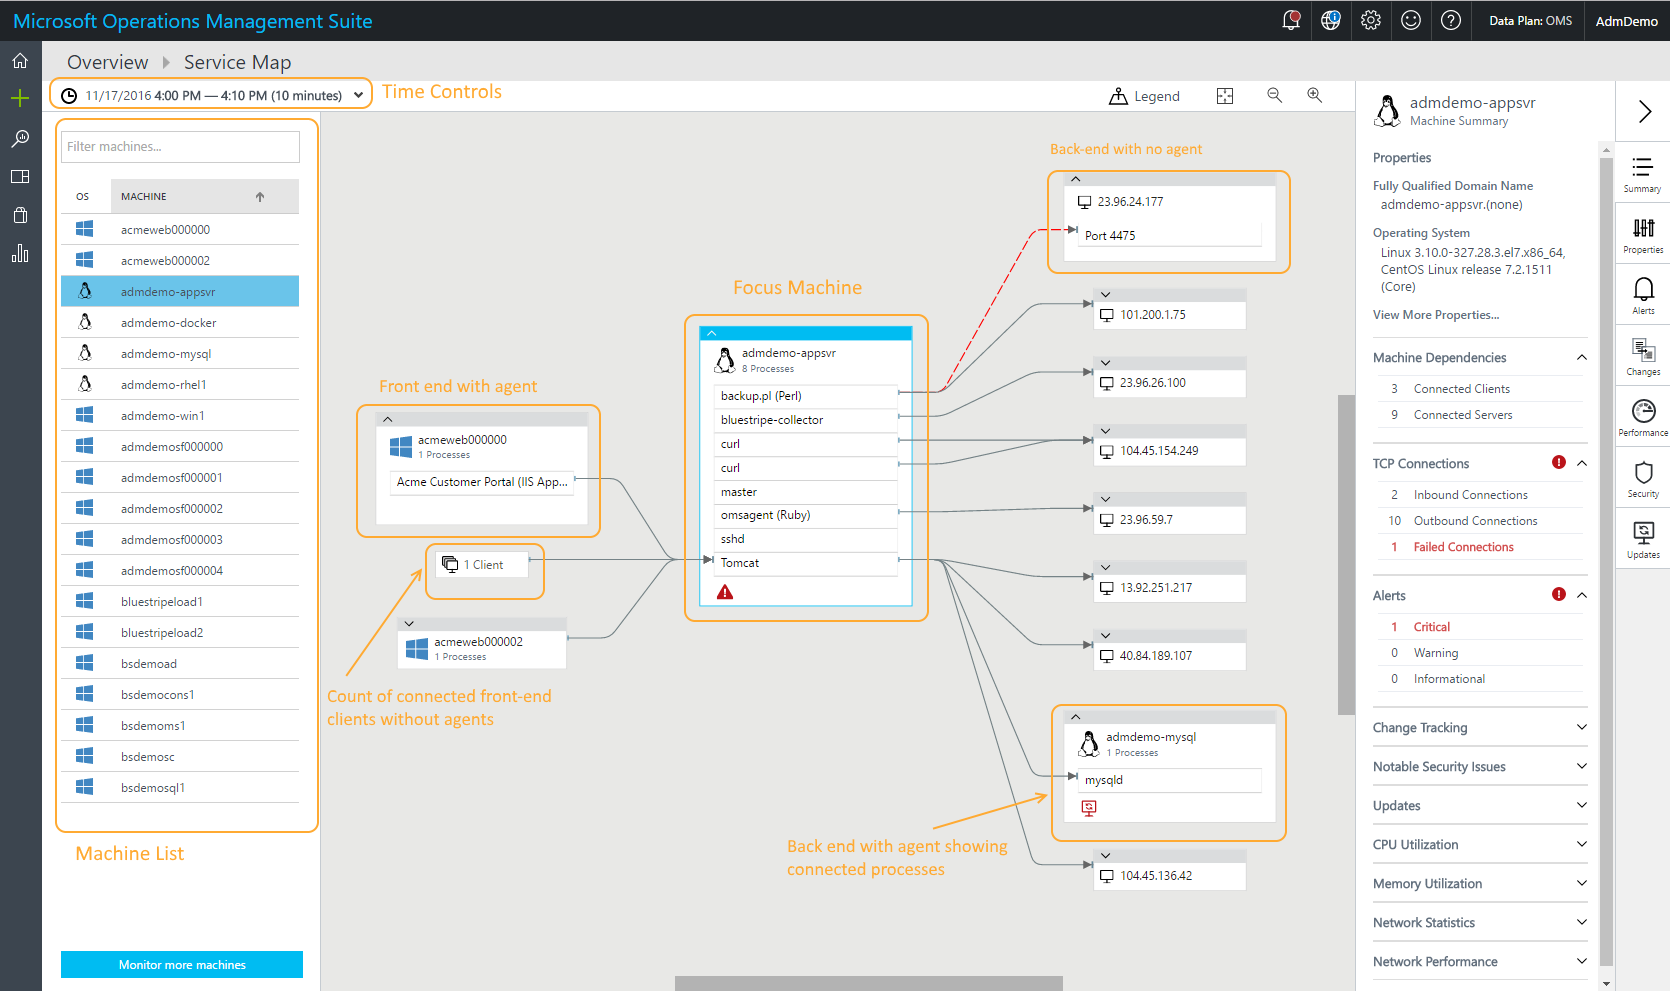 Microsoft Operations Management Suite
Data Plan: OMS
AdmDemo
Overview
Service Map
11/17/2016 4:00 PM — 4:10 PM (10 minutes)
Time Controls
Legend
Filter machines...
OS
MACHINE
acmeweb000000
acmeweb000002
admdemo-appsvr
admdemo-docker
admdemo-mysql
admdemo-rhel1
admdemo-win1
admdemosf000000
admdemosf000001
admdemosf000002
admdemosf000003
admdemosf000004
bluestripeload1
bluestripeload2
bsdemoad
bsdemocons1
bsdemoms1
bsdemosc
bsdemosql1
Machine List
Monitor more machines
Front end with agent
acmeweb000000
1 Processes
Acme Customer Portal (IIS App...
1 Client
acmeweb000002
1 Processes
Count of connected front-end
clients without agents
Focus Machine
admdemo-appsvr
8 Processes
backup.pl (Perl)
bluestripe-collector
curl
curl
master
omsagent (Ruby)
sshd
Tomcat
Back-end with no agent
23.96.24.177
Port 4475
101.200.1.75
23.96.26.100
104.45.154.249
23.96.59.7
13.92.251.217
40.84.189.107
admdemo-mysql
1 Processes
mysqld
Back end with agent showing
connected processes
104.45.136.42
admdemo-appsvr
Machine Summary
Properties
Fully Qualified Domain Name
admdemo-appsvr.(none)
Operating System
Linux 3.10.0-327.28.3.el7.x86_64,
CentOS Linux release 7.2.1511
(Core)
View More Properties...
Machine Dependencies
3 Connected Clients
9 Connected Servers
TCP Connections
2 Inbound Connections
10 Outbound Connections
1 Failed Connections
Alerts
1 Critical
0 Warning
0 Informational
Change Tracking
Notable Security Issues
Updates
CPU Utilization
Memory Utilization
Network Statistics
Network Performance
Summary
Properties
Alerts
Changes
Performance
Security
Updates